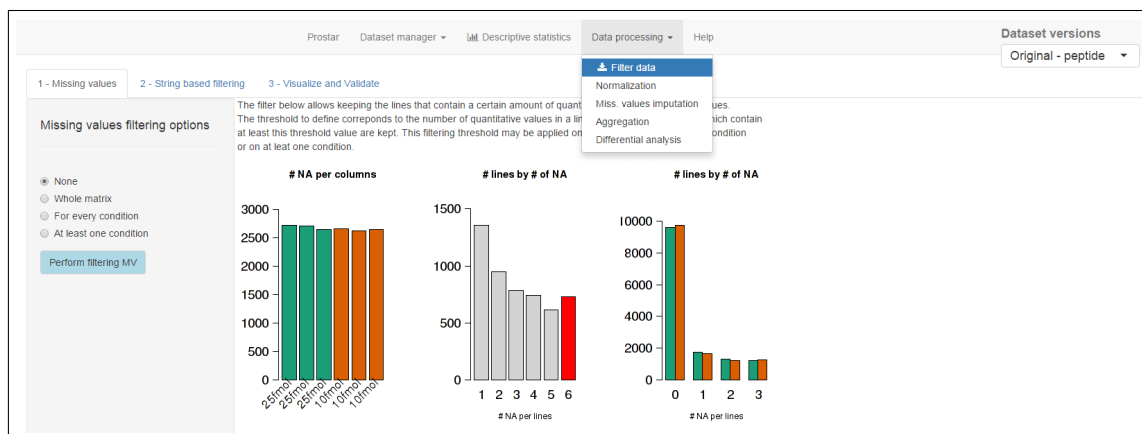 Prostar Dataset manager Descriptive statistics Data processing Help
Dataset versions
Original - peptide
Filter data
Normalization
Miss. values imputation
Aggregation
Differential analysis
1 - Missing values 2 - String based filtering 3 - Visualize and Validate
Missing values filtering options
None
Whole matrix
For every condition
At least one condition
Perform filtering MV
The filter below allows keeping the lines that contain a certain amount of quant ues.
The threshold to define correponds to the number of quantitative values in a li hich contain
at least this threshold value are kept. This filtering threshold may be applied on ondition
or on at leat one condition.
# NA per columns
3000
2500
2000
1500
1000
500
0
25fmol 25fmol 25fmol 10fmol 10fmol 10fmol
# lines by # of NA
1500
1000
500
0
1 2 3 4 5 6
# NA per lines
# lines by # of NA
10000
8000
6000
4000
2000
0
0 1 2 3
# NA per lines